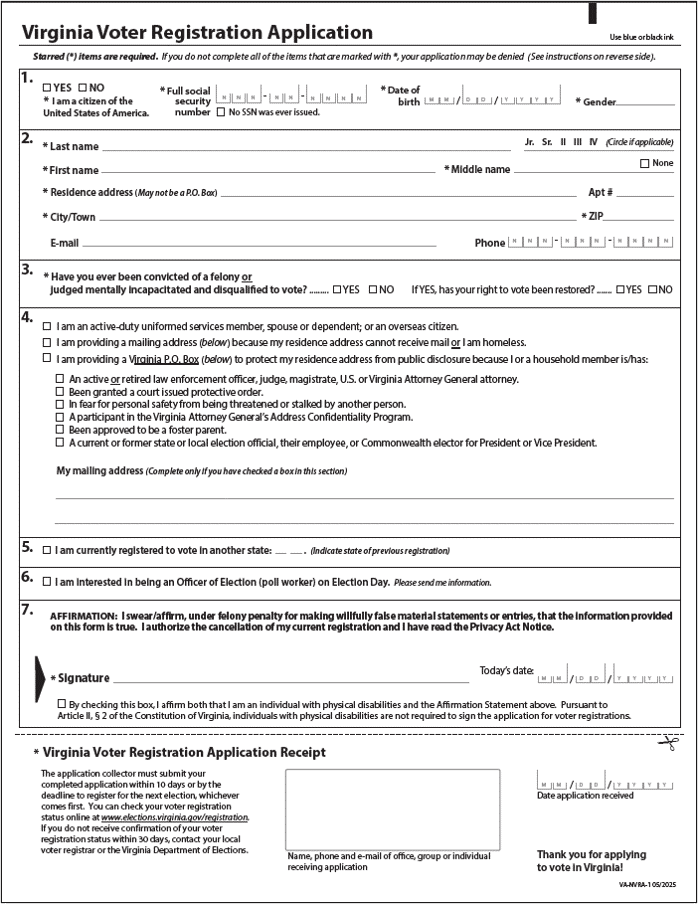 Virginia Voter Registration Application
Use blue or black ink
Starred (*) items are required. If you do not complete all of the items that are marked with *, your application may be denied (See instructions on reverse side).
1.
YES NO
* I am a citizen of the
United States of America.
* Full social
security
number
N N N - N N - N N N N
No SSN was ever issued.
* Date of
birth
M M / D D / Y Y Y Y
* Gender
2.
* Last name
Jr. Sr. II III IV (Circle if applicable)
* First name
* Middle name
None
* Residence address (May not be a P.O. Box)
Apt #
* City/Town
* ZIP
E-mail
Phone N N N - N N N - N N N N
3.
* Have you ever been convicted of a felony or
judged mentally incapacitated and disqualified to vote? ......... YES NO
If YES, has your right to vote been restored? ...... YES NO
4.
I am an active-duty uniformed services member, spouse or dependent; or an overseas citizen.
I am providing a mailing address (below) because my residence address cannot receive mail or I am homeless.
I am providing a Virginia P.O. Box (below) to protect my residence address from public disclosure because I or a household member is/has:
An active or retired law enforcement officer, judge, magistrate, U.S. or Virginia Attorney General attorney.
Been granted a court issued protective order.
In fear for personal safety from being threatened or stalked by another person.
A participant in the Virginia Attorney General's Address Confidentiality Program.
Been approved to be a foster parent.
A current or former state or local election official, their employee, or Commonwealth elector for President or Vice President.
My mailing address (Complete only if you have checked a box in this section)
5.
I am currently registered to vote in another state: __ __ . (Indicate state of previous registration)
6.
I am interested in being an Officer of Election (poll worker) on Election Day. Please send me information.
7.
AFFIRMATION: I swear/affirm, under felony penalty for making willfully false material statements or entries, that the information provided
on this form is true. I authorize the cancellation of my current registration and I have read the Privacy Act Notice.
* Signature
Today's date: M M / D D / Y Y Y Y
By checking this box, I affirm both that I am an individual with physical disabilities and the Affirmation Statement above. Pursuant to
Article II, § 2 of the Constitution of Virginia, individuals with physical disabilities are not required to sign the application for voter registrations.
* Virginia Voter Registration Application Receipt
The application collector must submit your
completed application within 10 days or by the
deadline to register for the next election, whichever
comes first. You can check your voter registration
status online at www.elections.virginia.gov/registration.
If you do not receive confirmation of your voter
registration status within 30 days, contact your local
voter registrar or the Virginia Department of Elections.
Name, phone and e-mail of office, group or individual
receiving application
M M / D D / Y Y Y Y
Date application received
Thank you for applying
to vote in Virginia!
VA-NVRA-1 05/2025